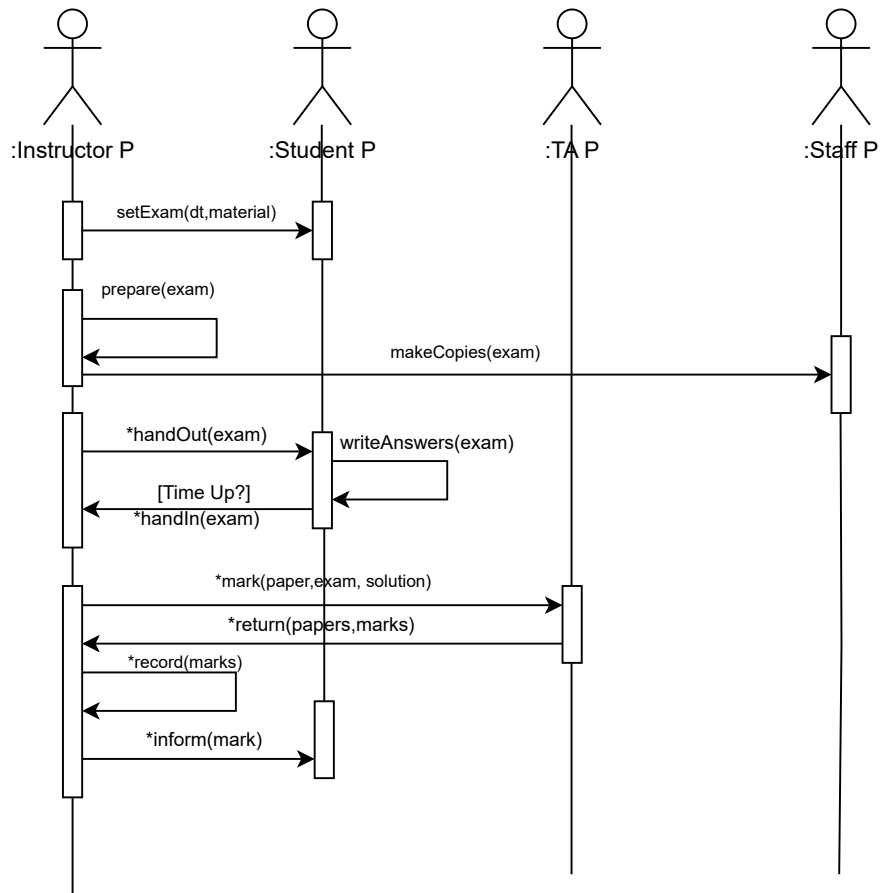 :Instructor P
:Student P
:TA P
:Staff P
setExam(dt,material)
prepare(exam)
makeCopies(exam)
*handOut(exam)
writeAnswers(exam)
[Time Up?]
*handIn(exam)
*mark(paper,exam, solution)
*return(papers,marks)
*record(marks)
*inform(mark)